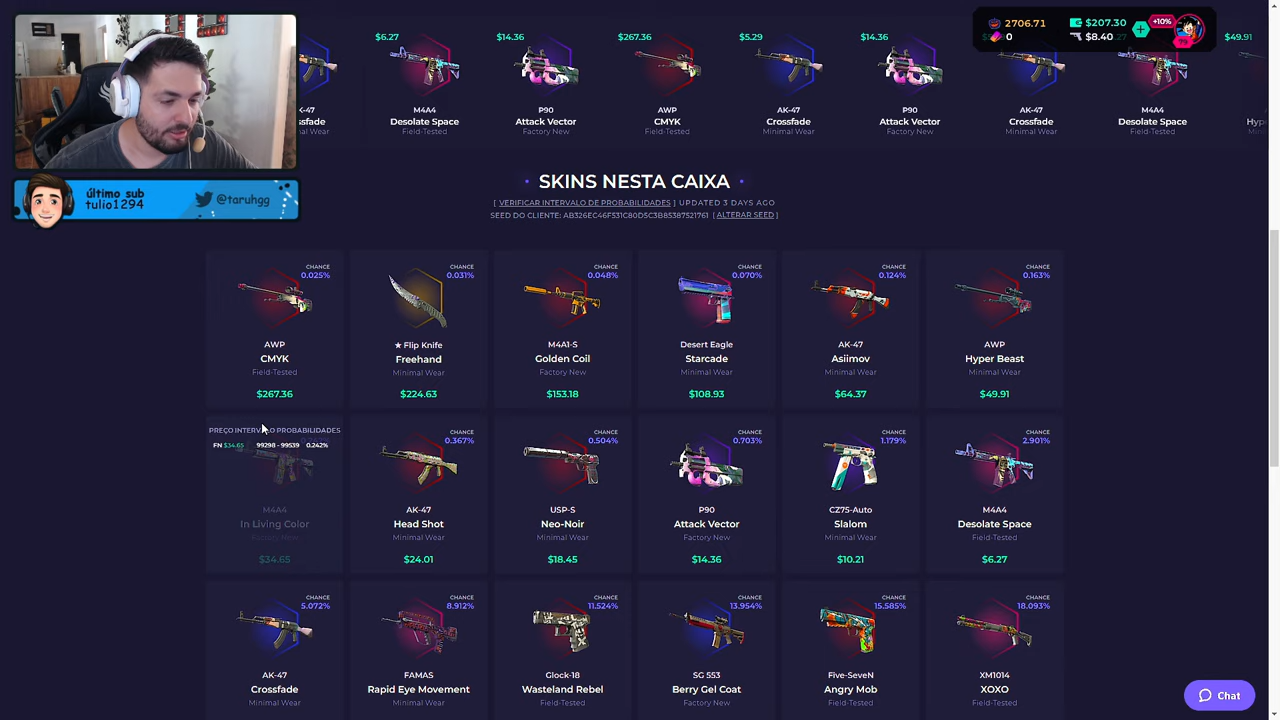 2706.71
$207.30
+10%
0
$8.40
$6.27
$14.36
$267.36
$5.29
$14.36
$49.91
M4A4
P90
AWP
AK-47
P90
AK-47
M4A4
Desolate Space
Attack Vector
CMYK
Crossfade
Attack Vector
Crossfade
Desolate Space
Field-Tested
Factory New
Field-Tested
Minimal Wear
Factory New
Minimal Wear
Field-Tested
último sub
tulio1294
@taruhgg
SKINS NESTA CAIXA
[ VERIFICAR INTERVALO DE PROBABILIDADES ] UPDATED 3 DAYS AGO
SEED DO CLIENTE: AB326EC46F531C80D5C3B85387521761 [ ALTERAR SEED ]
CHANCE
0.025%
AWP
CMYK
Field-Tested
$267.36
CHANCE
0.031%
★ Flip Knife
Freehand
Minimal Wear
$224.63
CHANCE
0.048%
M4A1-S
Golden Coil
Factory New
$153.18
CHANCE
0.070%
Desert Eagle
Starcade
Minimal Wear
$108.93
CHANCE
0.124%
AK-47
Asiimov
Minimal Wear
$64.37
CHANCE
0.163%
AWP
Hyper Beast
Minimal Wear
$49.91
PREÇO INTERVALO PROBABILIDADES
FN $34.65 99298 - 99539 0.242%
M4A4
In Living Color
Factory New
$34.65
CHANCE
0.367%
AK-47
Head Shot
Minimal Wear
$24.01
CHANCE
0.504%
USP-S
Neo-Noir
Minimal Wear
$18.45
CHANCE
0.703%
P90
Attack Vector
Factory New
$14.36
CHANCE
1.179%
CZ75-Auto
Slalom
Minimal Wear
$10.21
CHANCE
2.901%
M4A4
Desolate Space
Field-Tested
$6.27
CHANCE
5.072%
AK-47
Crossfade
Minimal Wear
CHANCE
8.912%
FAMAS
Rapid Eye Movement
Minimal Wear
CHANCE
11.524%
Glock-18
Wasteland Rebel
Field-Tested
CHANCE
13.954%
SG 553
Berry Gel Coat
Factory New
CHANCE
15.585%
Five-SeveN
Angry Mob
Field-Tested
CHANCE
18.093%
XM1014
XOXO
Minimal Wear
Chat